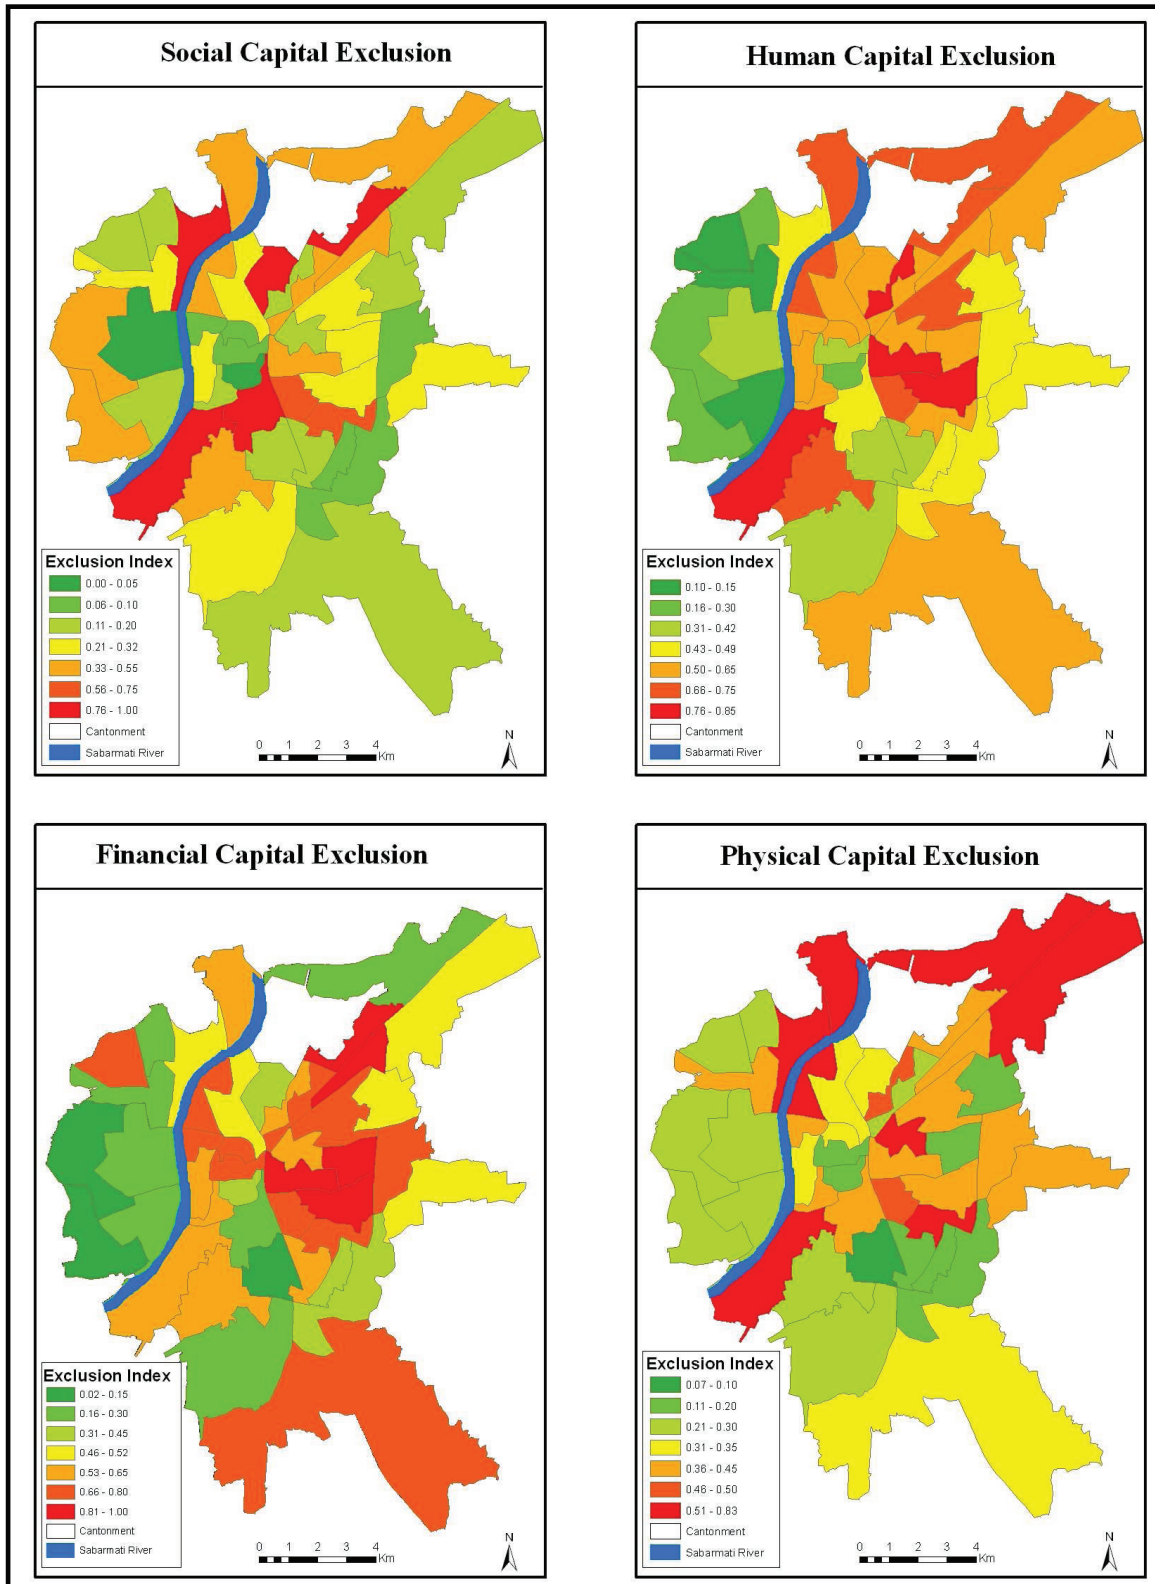 Social Capital Exclusion
Exclusion Index
0.00 - 0.05
0.06 - 0.10
0.11 - 0.20
0.21 - 0.32
0.33 - 0.55
0.56 - 0.75
0.76 - 1.00
Cantonment
Sabarmati River
0 1 2 4
Km
N
Human Capital Exclusion
Exclusion Index
0.10 - 0.15
0.16 - 0.30
0.31 - 0.42
0.43 - 0.49
0.50 - 0.65
0.66 - 0.75
0.76 - 0.85
Cantonment
Sabarmati River
0 1 2 4
Km
N
Financial Capital Exclusion
Exclusion Index
0.02 - 0.15
0.16 - 0.30
0.31 - 0.45
0.46 - 0.52
0.53 - 0.65
0.66 - 0.80
0.81 - 1.00
Cantonment
Sabarmati River
0 1 2 4
Km
N
Physical Capital Exclusion
Exclusion Index
0.07 - 0.10
0.11 - 0.20
0.21 - 0.30
0.31 - 0.35
0.36 - 0.45
0.46 - 0.50
0.51 - 0.83
Cantonment
Sabarmati River
0 1 2 4
Km
N